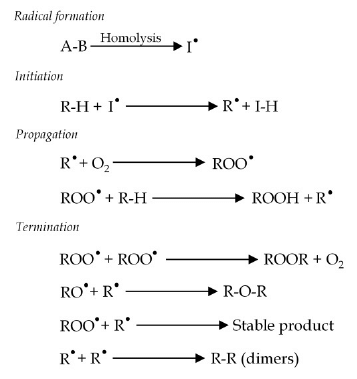 Radical formation
A-B Homolysis I•
Initiation
R-H + I• R• + I-H
Propagation
R• + O₂ ROO•
ROO• + R-H ROOH + R•
Termination
ROO• + ROO• ROOR + O₂
RO• + R• R-O-R
ROO• + R• Stable product
R• + R• R-R (dimers)